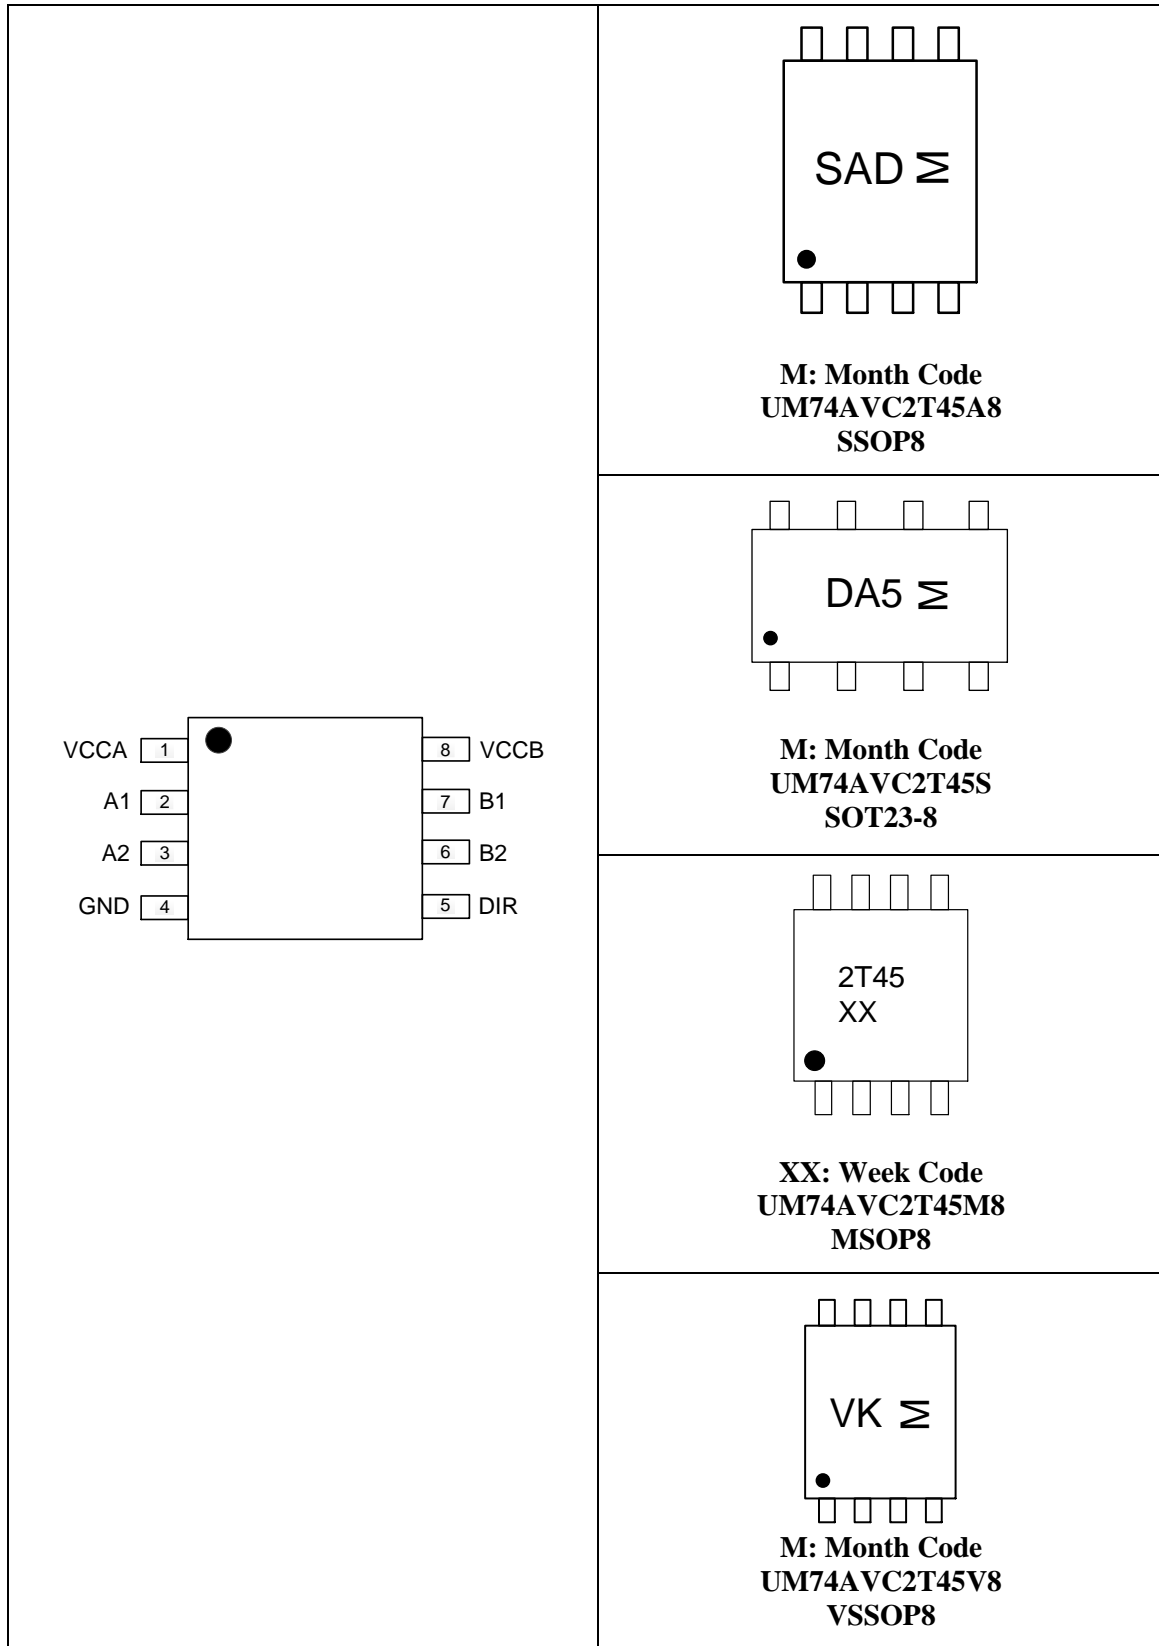 VCCA 1 8 VCCB
A1 2 7 B1
A2 3 6 B2
GND 4 5 DIR
SAD M
M: Month Code
UM74AVC2T45A8
SSOP8
DA5 M
M: Month Code
UM74AVC2T45S
SOT23-8
2T45
XX
XX: Week Code
UM74AVC2T45M8
MSOP8
VK M
M: Month Code
UM74AVC2T45V8
VSSOP8